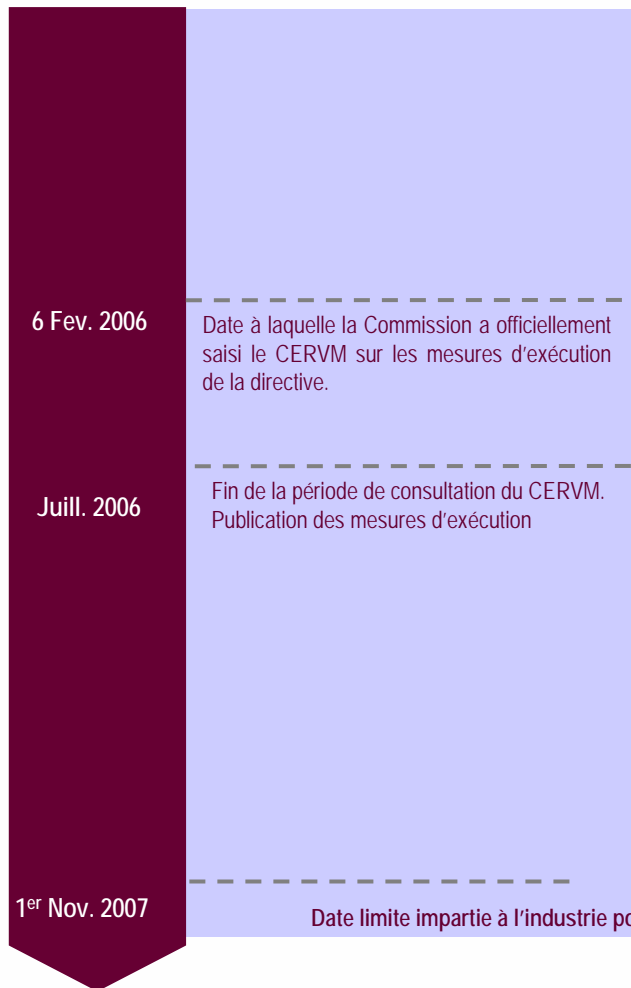 6 Fev. 2006
Date à laquelle la Commission a officiellement
saisi le CERVM sur les mesures d'exécution
de la directive.
Juill. 2006
Fin de la période de consultation du CERVM.
Publication des mesures d'exécution
1er Nov. 2007
Date limite impartie à l'industrie